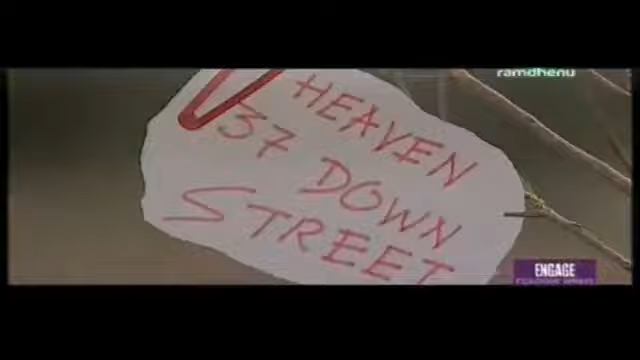 ramdhenu
HEAVEN
37 DOWN
STREET
ENGAGE